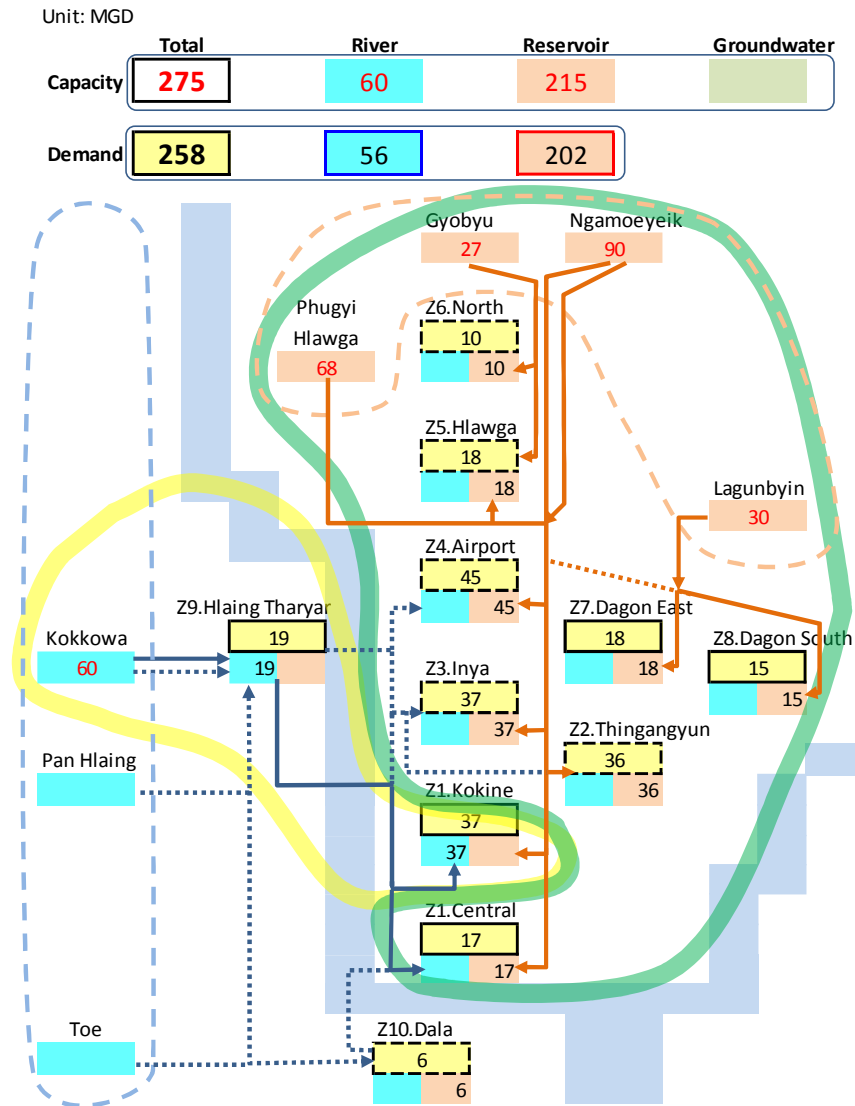 Unit: MGD
Total River Reservoir Groundwater
Capacity 275 60 215
Demand 258 56 202
Gyobyu Ngamoeyeik
27 90
Phugyi
Hlawga
68
Z6.North
10
10
Z5.Hlawga
18
18
Lagunbyin
30
Z4.Airport
45
45
Z9.Hlaing Tharyar
19
19
Kokkowa
60
Z7.Dagon East
18
18
Z8.Dagon South
15
15
Z3.Inya
37
37
Z2.Thingangyun
36
36
Pan Hlaing
Z1.Kokine
37
37
Z1.Central
17
17
Toe
Z10.Dala
6
6